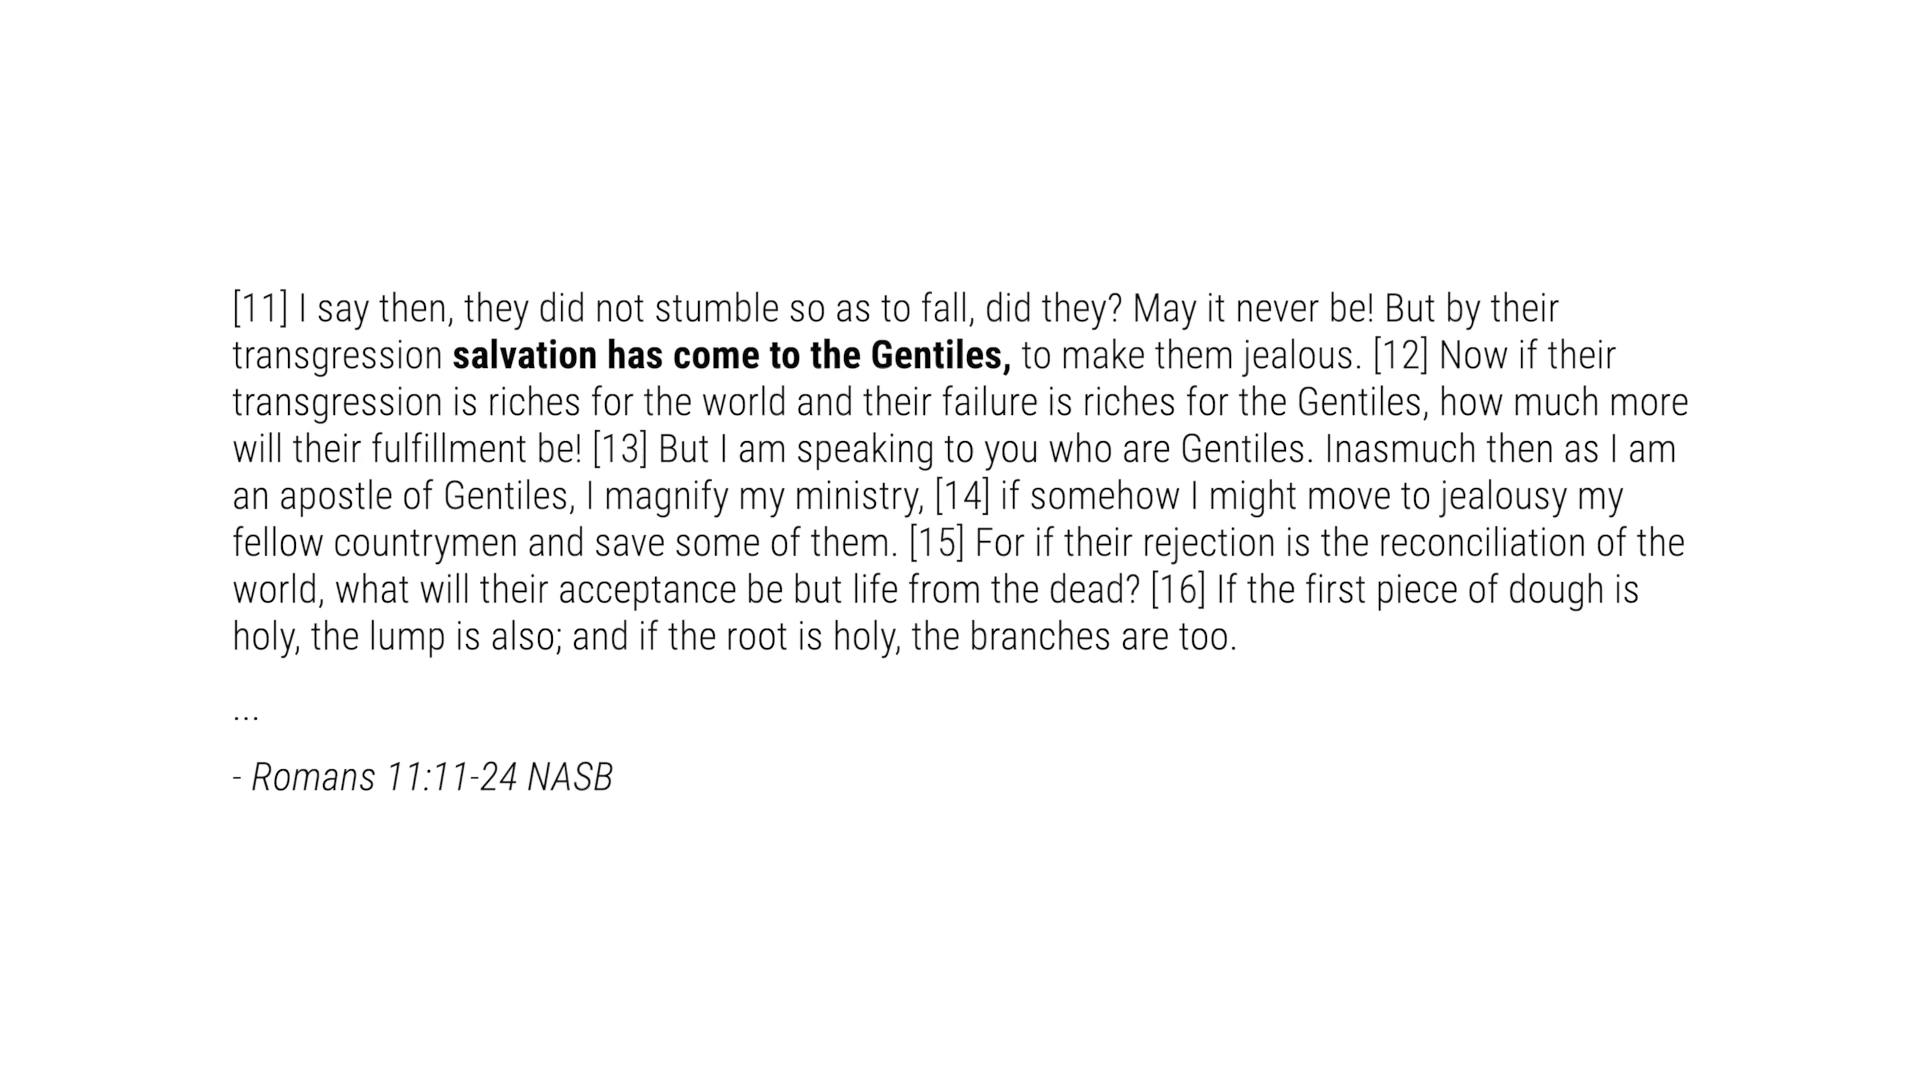 [11] I say then, they did not stumble so as to fall, did they? May it never be! But by their
transgression salvation has come to the Gentiles, to make them jealous. [12] Now if their
transgression is riches for the world and their failure is riches for the Gentiles, how much more
will their fulfillment be! [13] But I am speaking to you who are Gentiles. Inasmuch then as I am
an apostle of Gentiles, I magnify my ministry, [14] if somehow I might move to jealousy my
fellow countrymen and save some of them. [15] For if their rejection is the reconciliation of the
world, what will their acceptance be but life from the dead? [16] If the first piece of dough is
holy, the lump is also; and if the root is holy, the branches are too.
...
- Romans 11:11-24 NASB